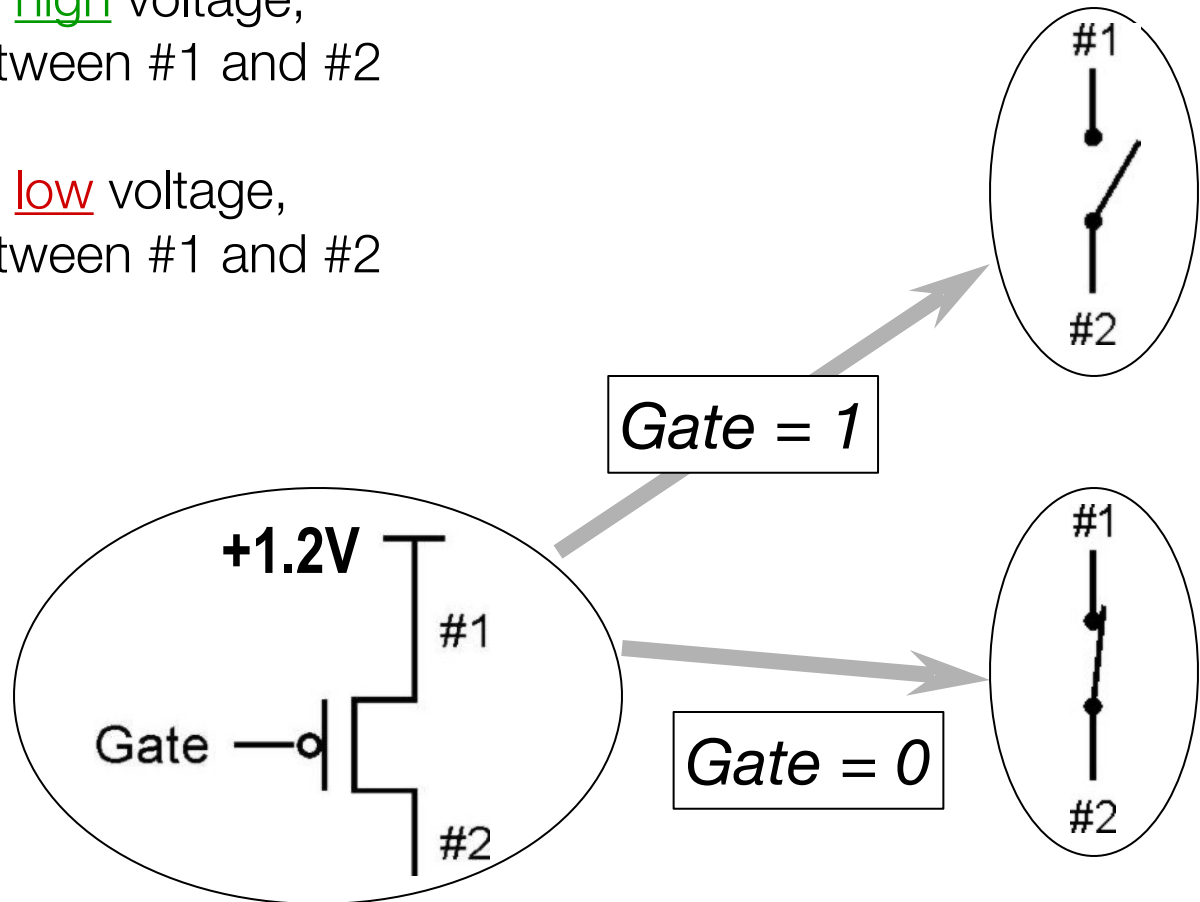 high voltage,
tween #1 and #2
low voltage,
tween #1 and #2
#1
#2
Gate = 1
+1.2V
#1
Gate
#2
#1
Gate = 0
#2